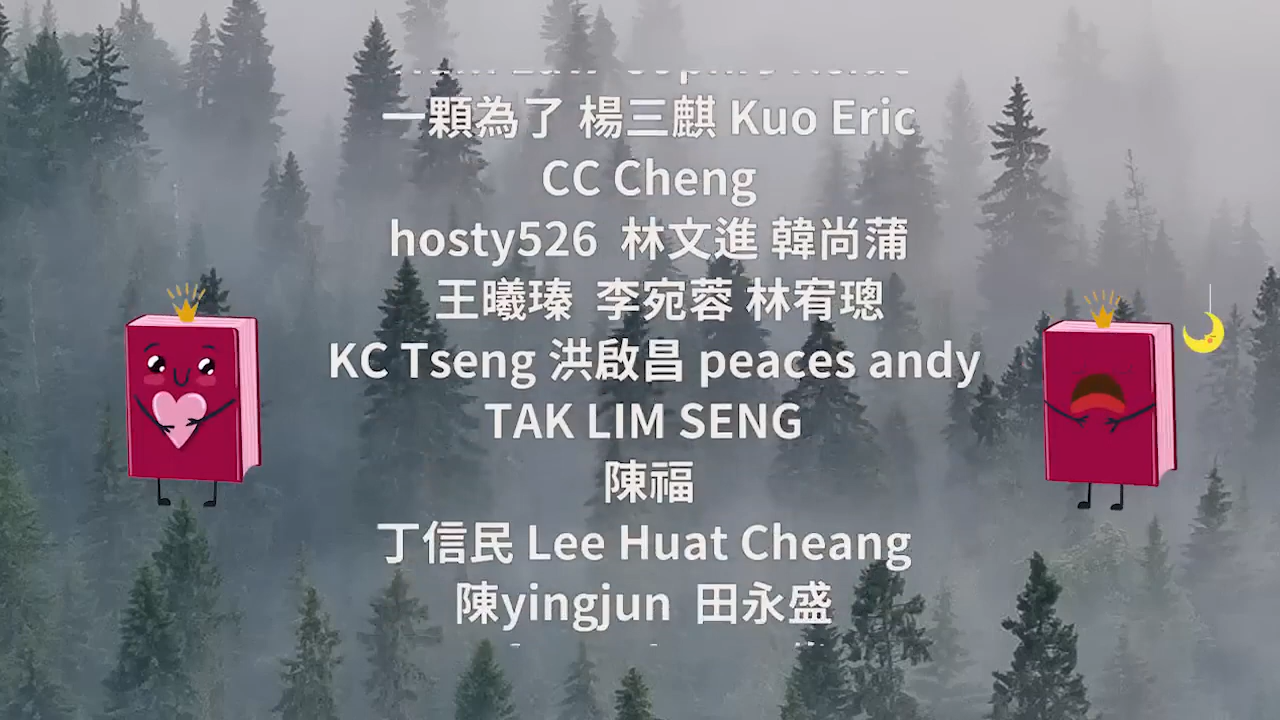 一顆為了 楊三麒 Kuo Eric
CC Cheng
hosty526 林文進 韓尚蒲
王曦瑧 李宛蓉 林宥璁
KC Tseng 洪啟昌 peaces andy
TAK LIM SENG
陳福
丁信民 Lee Huat Cheang
陳yingjun 田永盛